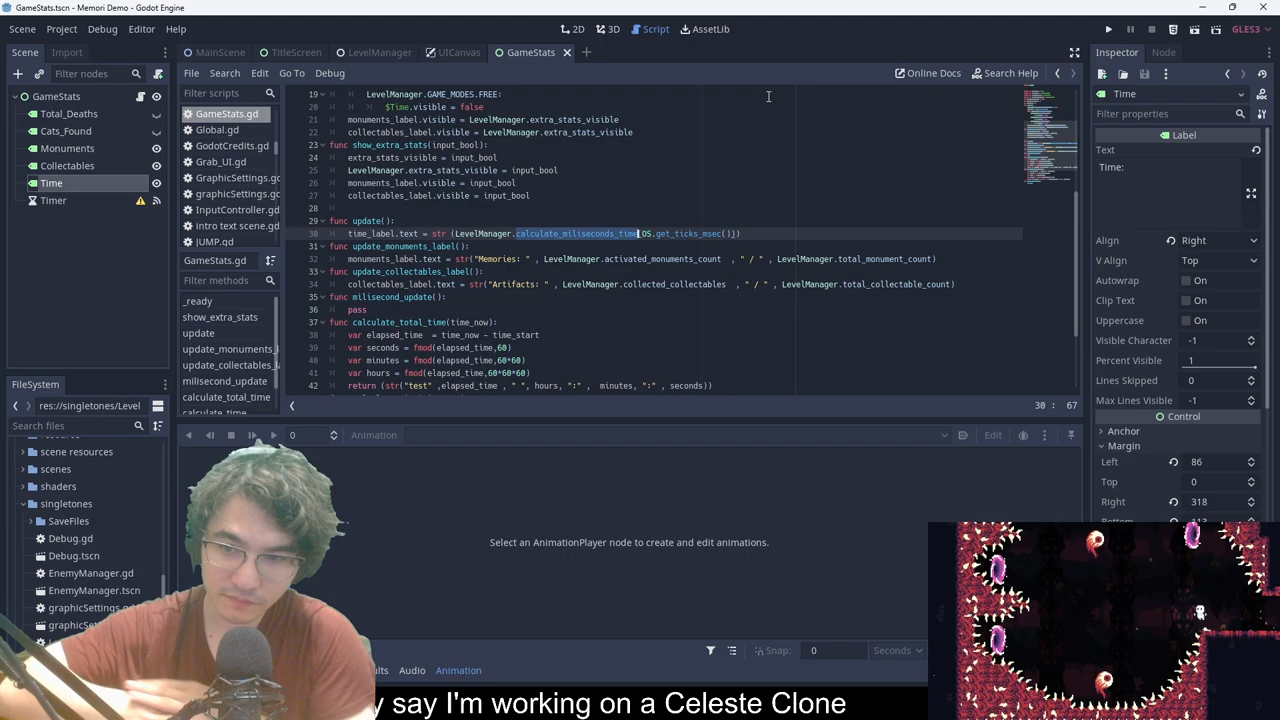 GameStats.tscn - Memori Demo - Godot Engine
Scene Project Debug Editor Help
2D 3D Script AssetLib
GLES3
Scene Import
Filter nodes
GameStats
Total_Deaths
Cats_Found
Monuments
Collectables
Time
Timer
FileSystem
res://singletones/Level
Search files
scene resources
scenes
shaders
singletones
SaveFiles
Debug.gd
Debug.tscn
EnemyManager.gd
EnemyManager.tscn
graphicSettings.gd
graphicSe
MainScene TitleScreen LevelManager UICanvas GameStats
File Search Edit Go To Debug
Online Docs Search Help
Filter scripts
GameStats.gd
Global.gd
GodotCredits.gd
Grab_UI.gd
GraphicSettings.gd
graphicSettings.gd
InputController.gd
intro text scene.gd
JUMP.gd
GameStats.gd
Filter methods
_ready
show_extra_stats
update
update_monuments_l
update_collectables_la
milisecond_update
calculate_total_time
calculate_time
19 LevelManager.GAME_MODES.FREE:
20 $Time.visible = false
21 monuments_label.visible = LevelManager.extra_stats_visible
22 collectables_label.visible = LevelManager.extra_stats_visible
23 func show_extra_stats(input_bool):
24 extra_stats_visible = input_bool
25 LevelManager.extra_stats_visible = input_bool
26 monuments_label.visible = input_bool
27 collectables_label.visible = input_bool
28
29 func update():
30 time_label.text = str (LevelManager.calculate_miliseconds_time(OS.get_ticks_msec()))
31 func update_monuments_label():
32 monuments_label.text = str("Memories: " , LevelManager.activated_monuments_count , " / " , LevelManager.total_monument_count)
33 func update_collectables_label():
34 collectables_label.text = str("Artifacts: " , LevelManager.collected_collectables , " / " , LevelManager.total_collectable_count)
35 func milisecond_update():
36 pass
37 func calculate_total_time(time_now):
38 var elapsed_time = time_now - time_start
39 var seconds = fmod(elapsed_time,60)
40 var minutes = fmod(elapsed_time,60*60)
41 var hours = fmod(elapsed_time,60*60*60)
42 return (str("test" ,elapsed_time , " ", hours, ":" , minutes, ":" , seconds))
30 : 67
0 Animation Edit
Select an AnimationPlayer node to create and edit animations.
Snap: 0 Seconds
ults Audio Animation
Inspector Node
Time
Filter properties
Label
Text
Time:
Align Right
V Align Top
Autowrap On
Clip Text On
Uppercase On
Visible Character -1
Percent Visible 1
Lines Skipped 0
Max Lines Visible -1
Control
Anchor
Margin
Left 86
Top 0
Right 318
y say I'm working on a Celeste Clone